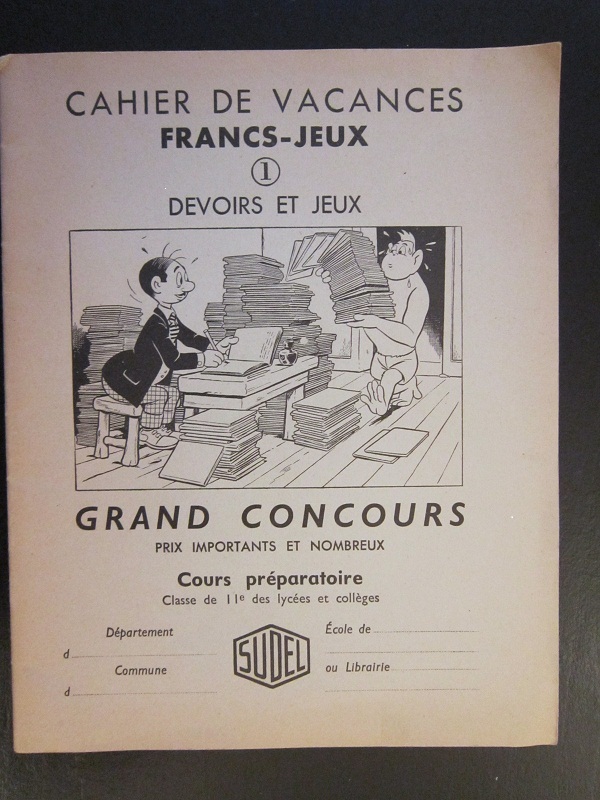 CAHIER DE VACANCES
FRANCS-JEUX
1
DEVOIRS ET JEUX
GRAND CONCOURS
PRIX IMPORTANTS ET NOMBREUX
Cours préparatoire
Classe de 11e des lycées et collèges
Département
d
Commune
d
SUDEL
École de
ou Librairie